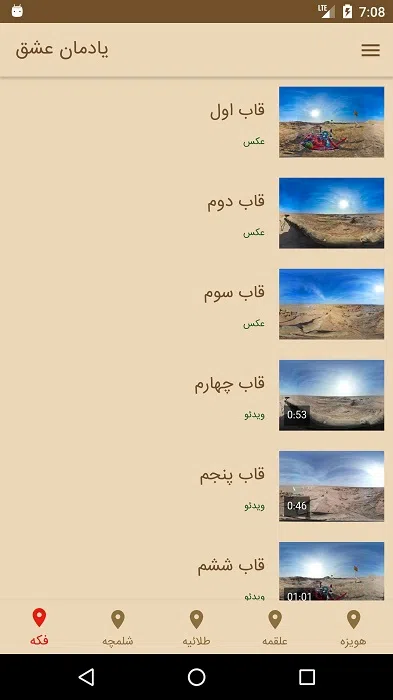 LTE 7:08
یادمان عشق
قاب اول
عکس
قاب دوم
عکس
قاب سوم
عکس
قاب چهارم
ویدئو
0:53
قاب پنجم
ویدئو
0:46
قاب ششم
ویدئو
01:01
هویزه
علقمه
طلائیه
شلمچه
فکه